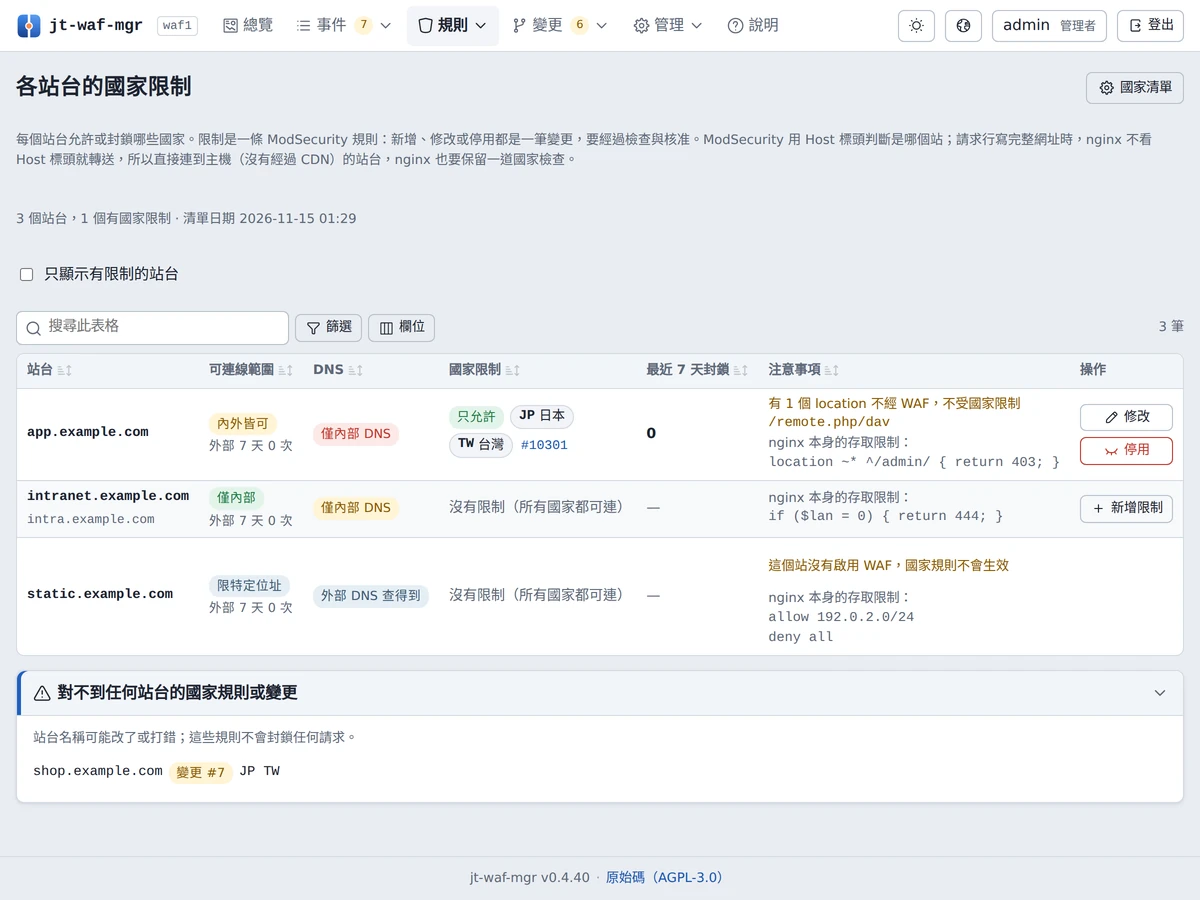 jt-waf-mgr waf1 總覽 事件 7 規則 變更 6 管理 說明 admin 管理者 登出
各站台的國家限制
國家清單
每個站台允許或封鎖哪些國家。限制是一條 ModSecurity 規則：新增、修改或停用都是一筆變更，要經過檢查與核准。ModSecurity 用 Host 標頭判斷是哪個站；請求行寫完整網址時，nginx 不看
Host 標頭就轉送，所以直接連到主機（沒有經過 CDN）的站台，nginx 也要保留一道國家檢查。
3 個站台，1 個有國家限制 · 清單日期 2026-11-15 01:29
只顯示有限制的站台
搜尋此表格 篩選 欄位 3 筆
站台 可連線範圍 DNS 國家限制 最近 7 天封鎖 注意事項 操作
app.example.com
內外皆可
外部 7 天 0 次
僅內部 DNS
只允許 JP 日本
TW 台灣 #10301
0
有 1 個 location 不經 WAF，不受國家限制
/remote.php/dav
nginx 本身的存取限制：
location ~* ^/admin/ { return 403; }
修改
停用
intranet.example.com
intra.example.com
僅內部
外部 7 天 0 次
僅內部 DNS
沒有限制（所有國家都可連）
—
nginx 本身的存取限制：
if ($lan = 0) { return 444; }
新增限制
static.example.com
限特定位址
外部 7 天 0 次
外部 DNS 查得到
沒有限制（所有國家都可連）
—
這個站沒有啟用 WAF，國家規則不會生效
nginx 本身的存取限制：
allow 192.0.2.0/24
deny all
對不到任何站台的國家規則或變更
站台名稱可能改了或打錯；這些規則不會封鎖任何請求。
shop.example.com 變更 #7 JP TW
jt-waf-mgr v0.4.40 · 原始碼（AGPL-3.0）